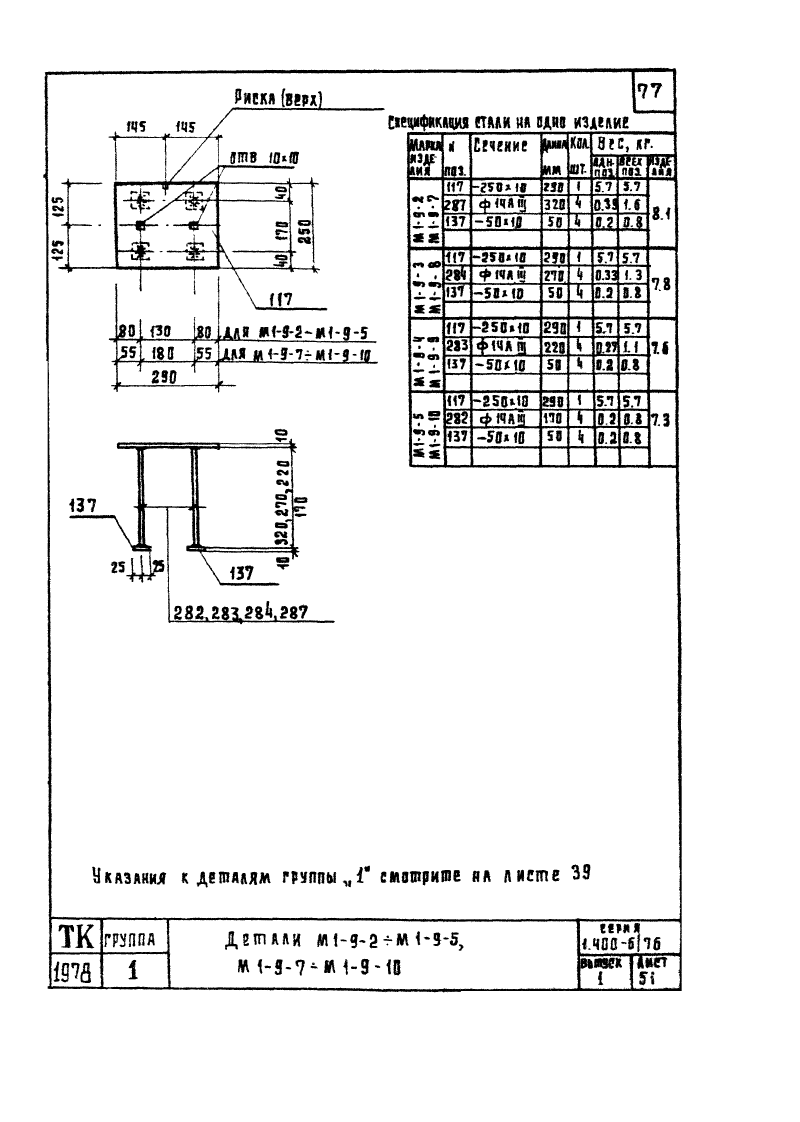 77
Риска (верх)
145 145
отв 10×10
125 125
40 170 40
250
117
80 130 80 для М1-9-2÷М1-9-5
55 180 55 для М1-9-7÷М1-9-10
290
Спецификация стали на одно изделие
Марка изделия № поз. Сечение Длина мм Кол. шт. Вес, кг.
одн. поз. всех поз. изделия
М1-9-2 М1-9-7
117 –250×10 290 1 5.7 5.7 8.1
287 ф14АIII 320 4 0.39 1.6
137 –50×10 50 4 0.2 0.8
М1-9-3 М1-9-8
117 –250×10 290 1 5.7 5.7 7.8
284 ф14АIII 270 4 0.33 1.3
137 –50×10 50 4 0.2 0.8
М1-9-4 М1-9-9
117 –250×10 290 1 5.7 5.7 7.6
283 ф14АIII 220 4 0.27 1.1
137 –50×10 50 4 0.2 0.8
М1-9-5 М1-9-10
117 –250×10 290 1 5.7 5.7 7.3
282 ф14АIII 170 4 0.2 0.8
137 –50×10 50 4 0.2 0.8
10
320,270,220
170
10
137
25 25
137
282,283,284,287
Указания к деталям группы „1" смотрите на листе 39
ТК группа
1978 1
Детали М1-9-2÷М1-9-5,
М1-9-7÷М1-9-10
серия
1.400-6/76
выпуск лист
1 51